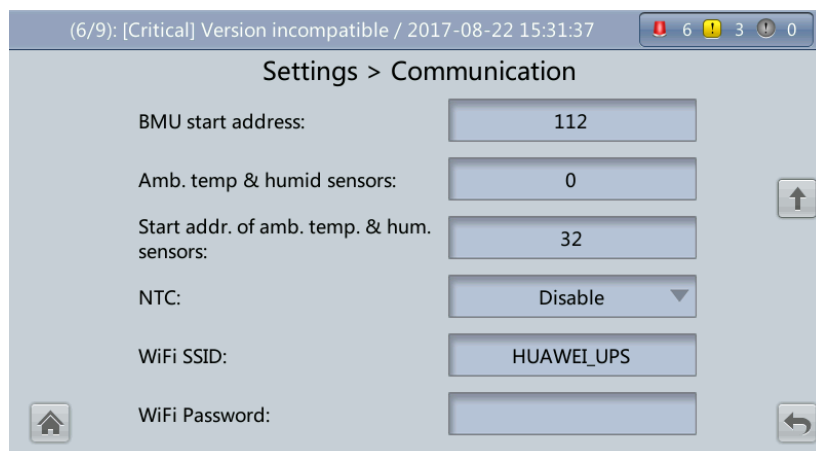 (6/9): [Critical] Version incompatible / 2017-08-22 15:31:37 6 ! 3 ! 0
Settings > Communication
BMU start address: 112
Amb. temp & humid sensors: 0
Start addr. of amb. temp. & hum.
sensors: 32
NTC: Disable
WiFi SSID: HUAWEI_UPS
WiFi Password: